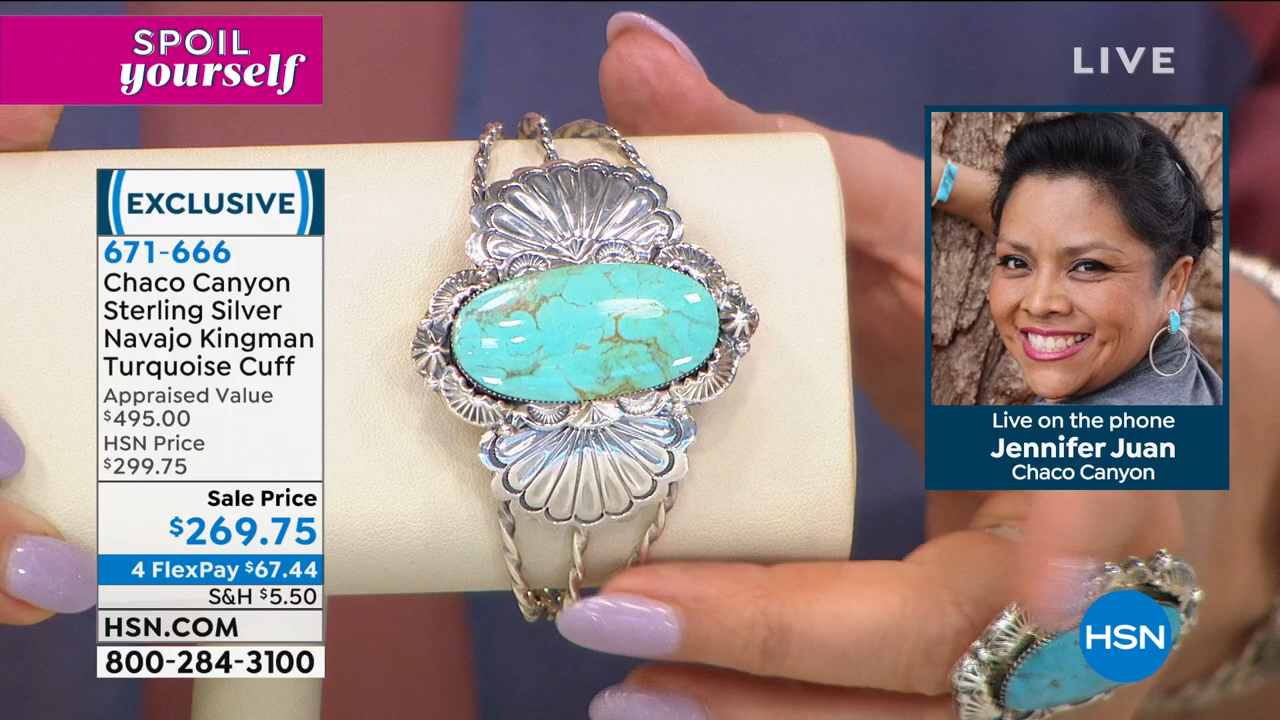 SPOIL
yourself
LIVE
EXCLUSIVE
671-666
Chaco Canyon
Sterling Silver
Navajo Kingman
Turquoise Cuff
Appraised Value
$495.00
HSN Price
$299.75
Sale Price
$269.75
4 FlexPay $67.44
S&H $5.50
HSN.COM
800-284-3100
Live on the phone
Jennifer Juan
Chaco Canyon
HSN